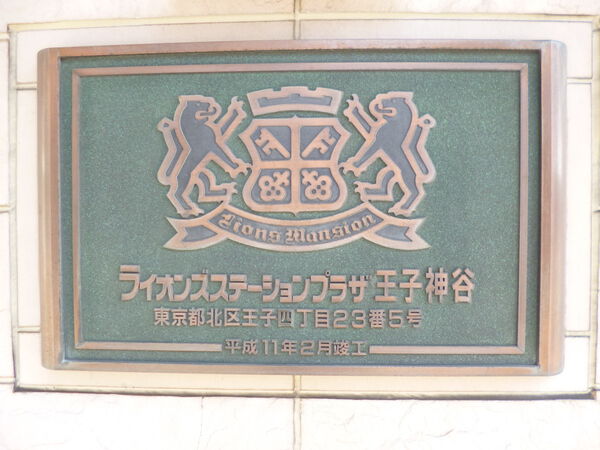 Lions Mansion
ライオンズステーションプラザ王子神谷
東京都北区王子四丁目23番5号
平成11年2月竣工